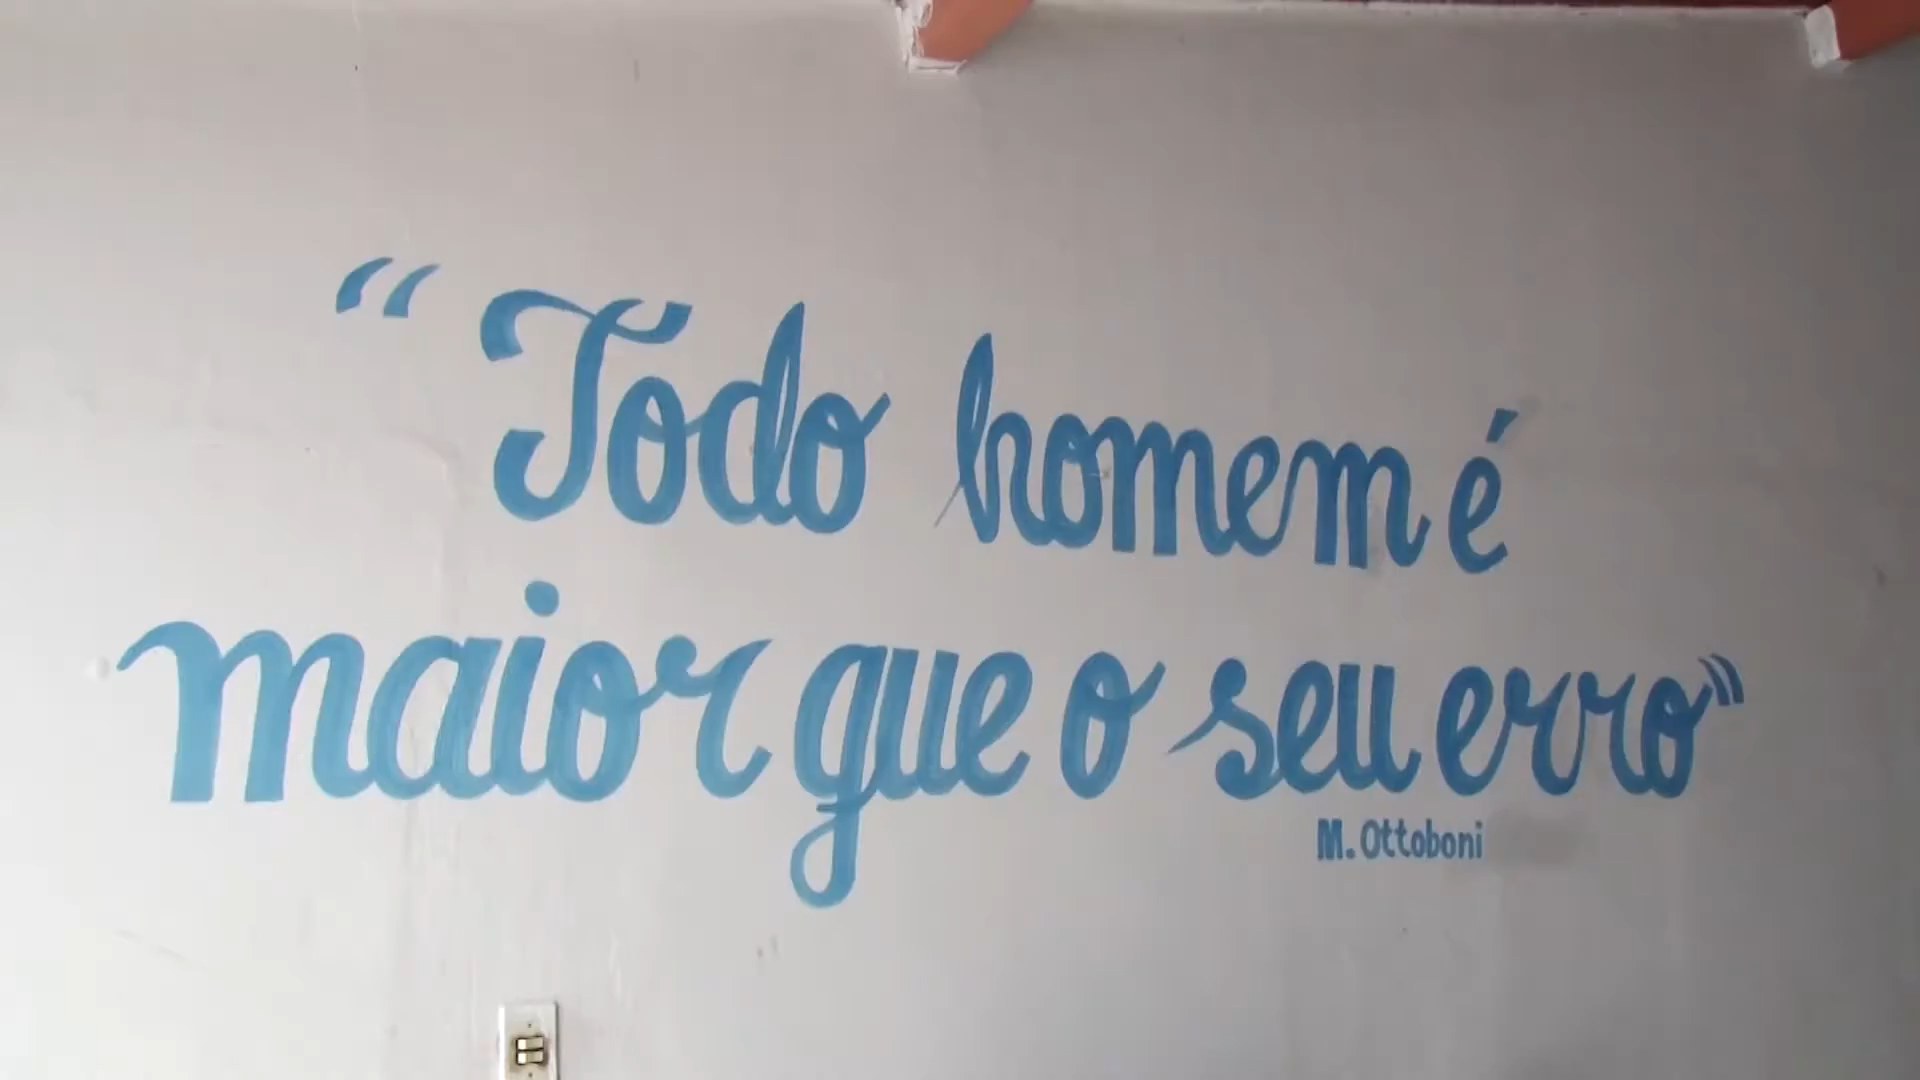 “Todo homem é
maior que o seu erro”
M. Ottoboni